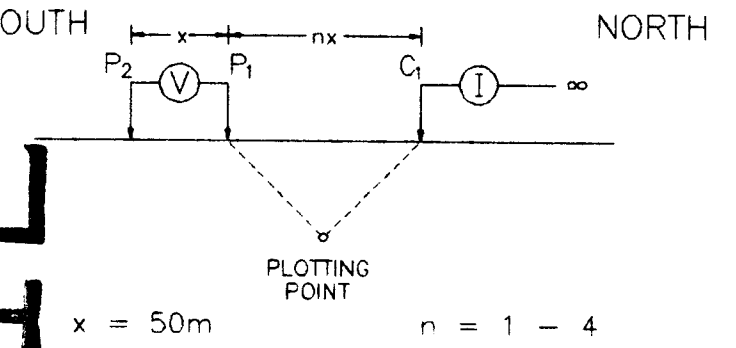 OUTH NORTH
x nx
P2 P1 C1
V I ∞
PLOTTING
POINT
x = 50m n = 1 - 4